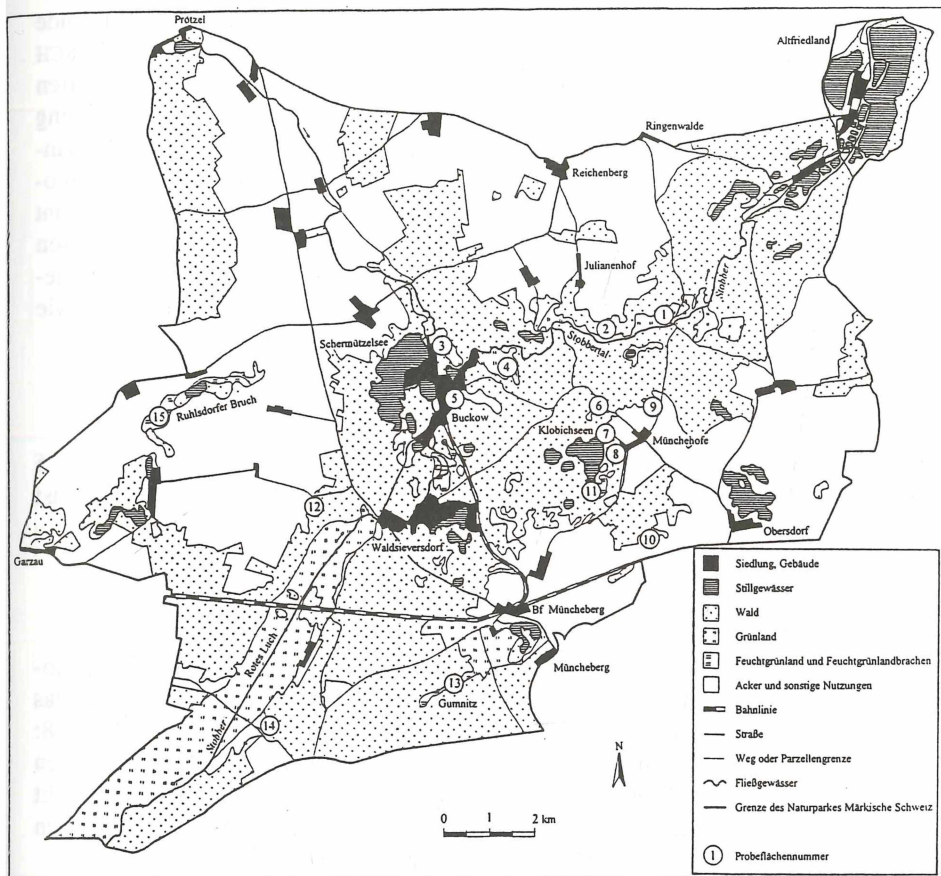 Prötzel
Altfriedland
Ringenwalde
Reichenberg
Julianenhof
Stobber
2
1
Stobbertal
Schermützelsee
3
4
5
Buckow
6
9
Klobichseen
7
Münchehofe
8
15
Ruhlsdorfer Bruch
11
12
10
Obersdorf
Waldsieversdorf
Garzau
Bf Müncheberg
Müncheberg
Rotes Luch
13
Gumnitz
Stobber
14
N
0 1 2 km
Siedlung, Gebäude
Stillgewässer
Wald
Grünland
Feuchtgrünland und Feuchtgrünlandbrachen
Acker und sonstige Nutzungen
Bahnlinie
Straße
Weg oder Parzellengrenze
Fließgewässer
Grenze des Naturparkes Märkische Schweiz
1 Probeflächennummer